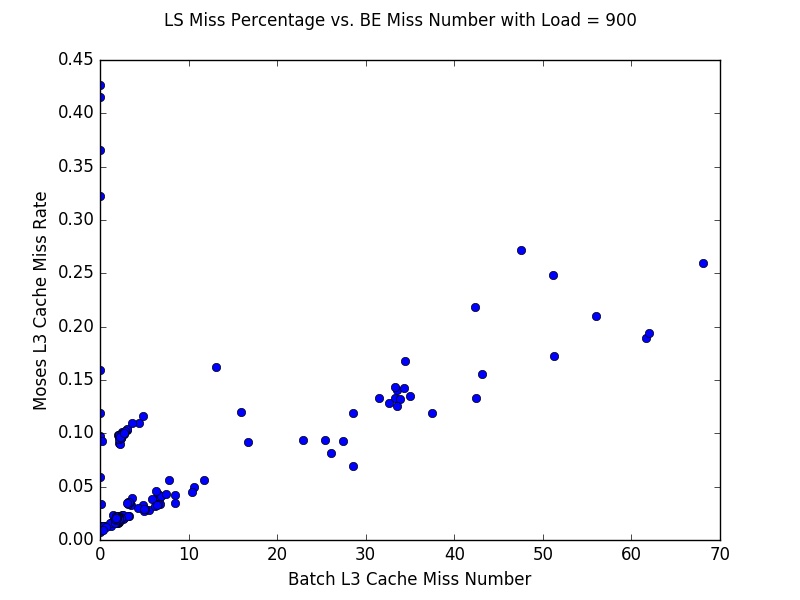 LS Miss Percentage vs. BE Miss Number with Load = 900
0.45
0.40
0.35
0.30
0.25
0.20
0.15
0.10
0.05
0.00
Moses L3 Cache Miss Rate
0 10 20 30 40 50 60 70
Batch L3 Cache Miss Number